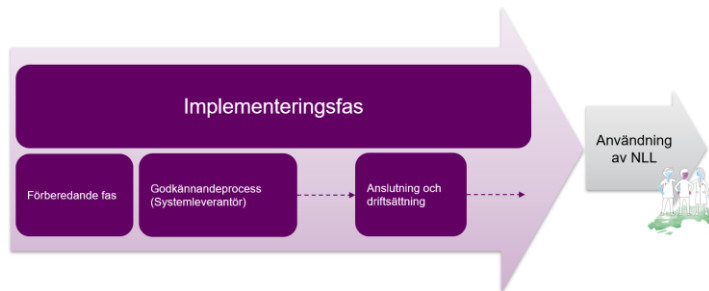 Implementeringsfas
Förberedande fas
Godkännandeprocess
(Systemleverantör)
Anslutning och
driftsättning
Användning
av NLL